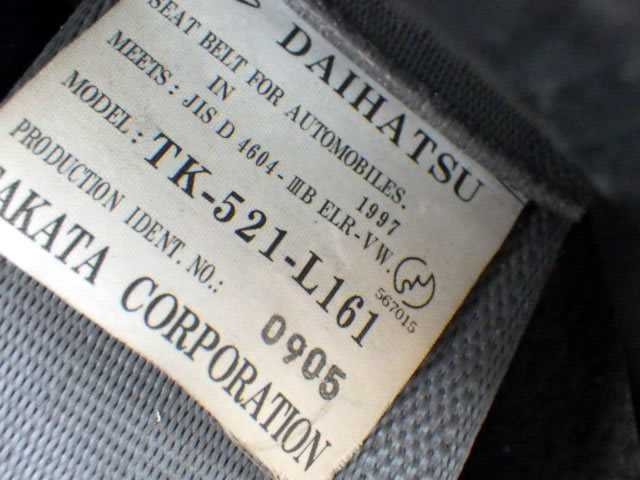 DAIHATSU
SEAT BELT FOR AUTOMOBILES.
IN 1997
MEETS: JIS D 4604-ⅢB ELR-VW.
567015
MODEL: TK-521-L161
PRODUCTION IDENT. NO.: 0905
TAKATA CORPORATION